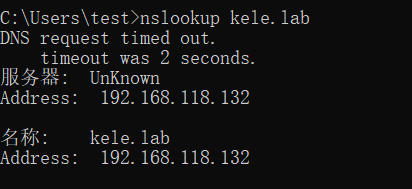 C:\Users\test>nslookup kele.lab
DNS request timed out.
    timeout was 2 seconds.
服务器:  UnKnown
Address:  192.168.118.132

名称:    kele.lab
Address:  192.168.118.132